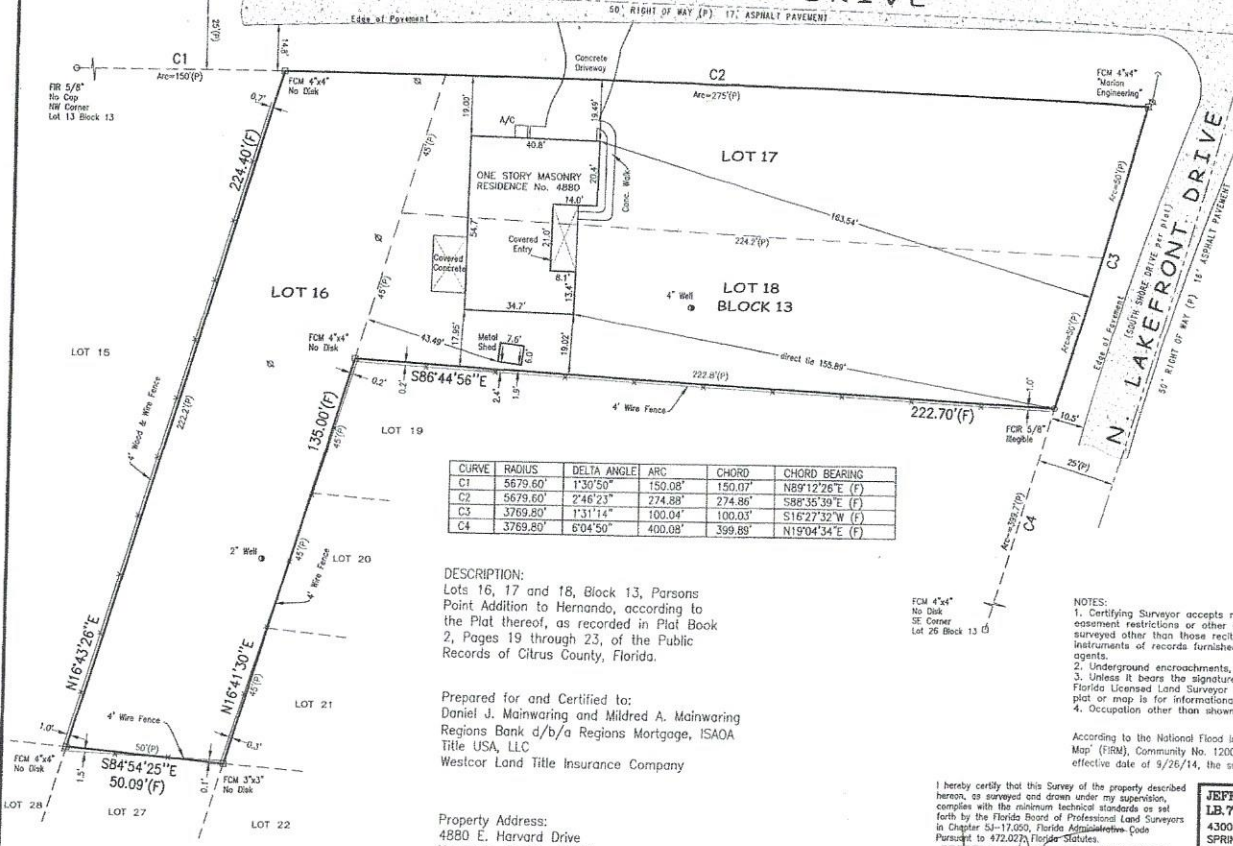 DRIVE
50' RIGHT OF WAY (P) 17' ASPHALT PAVEMENT
Edge of Pavement
25'(P)
14.8'
C1
Arc=150'(P)
FIR 5/8"
No Cap
NW Corner
Lot 13 Block 13
FCM 4"x4"
No Disk
Concrete
Driveway
C2
Arc=275'(P)
FCM 4"x4"
"Marion
Engineering"
0.7'
224.40'(F)
45'(P)
19.00'
A/C
40.8'
19.49'
LOT 17
ONE STORY MASONRY
RESIDENCE No. 4880
20.4'
14.0'
Conc. Walk
163.54'
224.2'(P)
54.7'
Covered
Entry
21.0'
8.1'
13.4'
Covered
Concrete
45'(P)
LOT 16
34.7'
4" Well
LOT 18
BLOCK 13
Arc=50'(P)
C3
Arc=50'(P)
N. LAKEFRONT DRIVE
(SOUTH SHORE DRIVE per plat)
Edge of Pavement
50' RIGHT OF WAY (P) 16' ASPHALT PAVEMENT
LOT 15
FCM 4"x4"
No Disk
43.49'
17.95'
Metal
Shed
7.6'
6.0'
19.02'
direct tie 155.89'
0.2'
0.2'
S86°44'56"E
2.4'
1.9'
222.8'(P)
4' Wire Fence
222.70'(F)
1.0'
FCIR 5/8"
Illegible
10.5'
25'(P)
4' Wood & Wire Fence
222.2'(P)
135.00'(F)
45'(P)
LOT 19
CURVE RADIUS DELTA ANGLE ARC CHORD CHORD BEARING
C1 5679.60' 1°30'50" 150.08' 150.07' N89°12'26"E (F)
C2 5679.60' 2°46'23" 274.88' 274.86' S88°35'39"E (F)
C3 3769.80' 1°31'14" 100.04' 100.03' S16°27'32"W (F)
C4 3769.80' 6°04'50" 400.08' 399.89' N19°04'34"E (F)
Arc=399.7'(P)
C4
2" Well
45'(P)
4' Wire Fence
LOT 20
FCM 4"x4"
No Disk
SE Corner
Lot 26 Block 13
DESCRIPTION:
Lots 16, 17 and 18, Block 13, Parsons
Point Addition to Hernando, according to
the Plat thereof, as recorded in Plat Book
2, Pages 19 through 23, of the Public
Records of Citrus County, Florida.
N16°43'26"E
N16°41'30"E
45'(P)
LOT 21
Prepared for and Certified to:
Daniel J. Mainwaring and Mildred A. Mainwaring
Regions Bank d/b/a Regions Mortgage, ISAOA
Title USA, LLC
Westcor Land Title Insurance Company
1.0'
4' Wire Fence
50'(P)
0.3'
FCM 4"x4"
No Disk
1.5'
S84°54'25"E
50.09'(F)
0.1'
FCM 3"x3"
No Disk
LOT 28
LOT 27
LOT 22
Property Address:
4880 E. Harvard Drive
NOTES:
1. Certifying Surveyor accepts
easement restrictions or other
surveyed other than those
instruments of records
agents.
2. Underground encroachments,
3. Unless it bears the
Florida Licensed Land Surveyor
plat or map is for
4. Occupation other than
According to the National Flood
Map' (FIRM), Community No.
effective date of 9/26/14, the
I hereby certify that this Survey of the property described
hereon, as surveyed and drawn under my supervision,
complies with the minimum technical standards as set
forth by the Florida Board of Professional Land Surveyors
in Chapter 5J-17.050, Florida Administrative Code
Pursuant to 472.027, Florida Statutes.